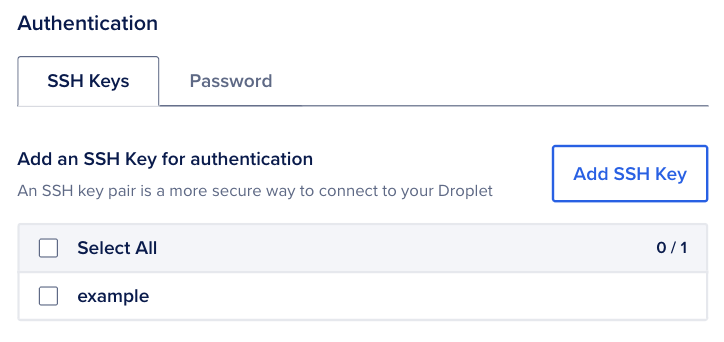 Authentication
SSH Keys
Password
Add an SSH Key for authentication
An SSH key pair is a more secure way to connect to your Droplet
Add SSH Key
Select All
0 / 1
example